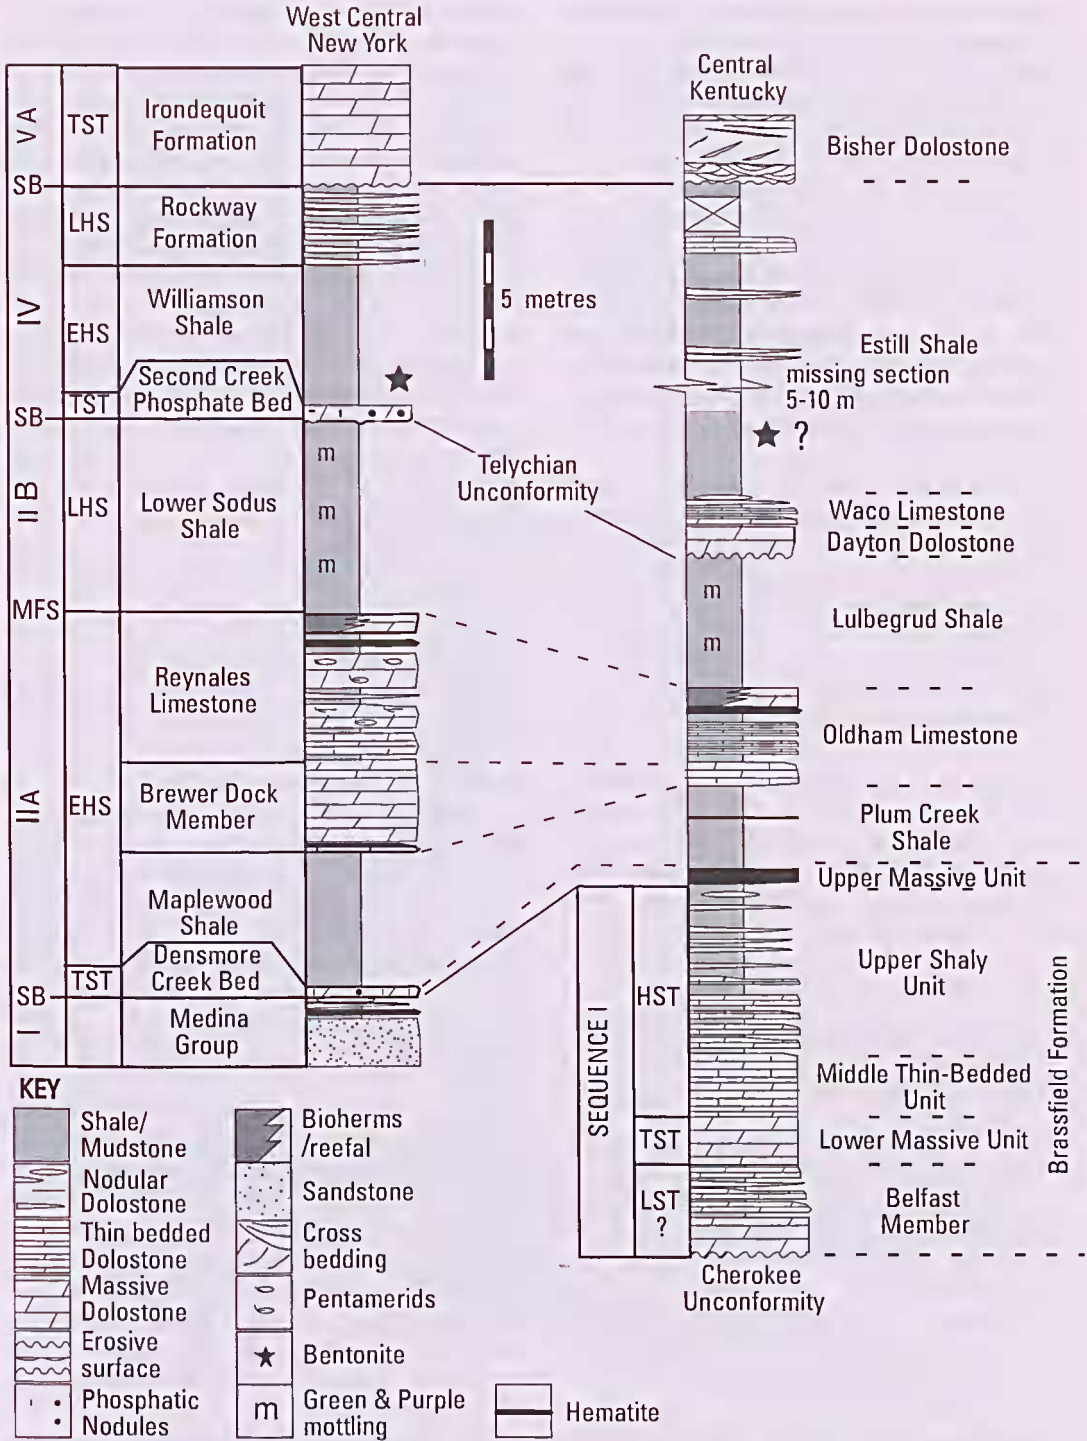 West Central
New York
VA
TST
Irondequoit
Formation
SB
LHS
Rockway
Formation
IV
EHS
Williamson
Shale
TST
Second Creek
Phosphate Bed
SB
IIB
LHS
Lower Sodus
Shale
m
m
m
MFS
Reynales
Limestone
IIA
EHS
Brewer Dock
Member
Maplewood
Shale
TST
Densmore
Creek Bed
SB
I
Medina
Group
5 metres
Telychian
Unconformity
Central
Kentucky
Bisher Dolostone
Estill Shale
missing section
5-10 m
?
Waco Limestone
Dayton Dolostone
m
m
Lulbegrud Shale
Oldham Limestone
Plum Creek
Shale
Upper Massive Unit
Upper Shaly
Unit
Middle Thin-Bedded
Unit
Lower Massive Unit
Belfast
Member
Brassfield Formation
SEQUENCE I
HST
TST
LST
?
Cherokee
Unconformity
KEY
Shale/
Mudstone
Nodular
Dolostone
Thin bedded
Dolostone
Massive
Dolostone
Erosive
surface
Phosphatic
Nodules
Bioherms
/reefal
Sandstone
Cross
bedding
Pentamerids
Bentonite
m
Green & Purple
mottling
Hematite